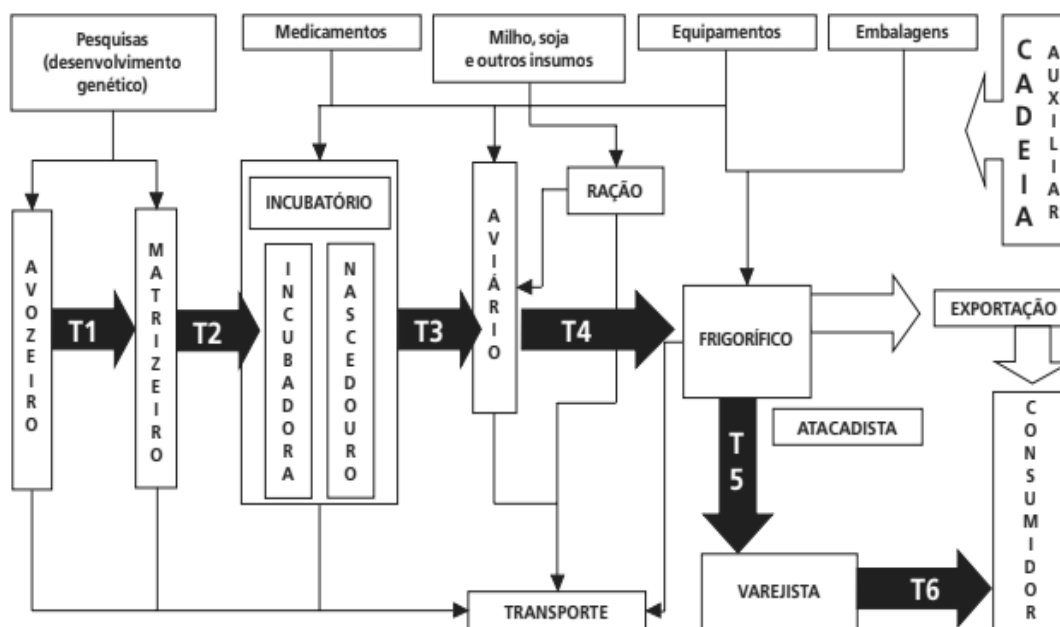 Pesquisas
(desenvolvimento
genético)
Medicamentos
Milho, soja
e outros insumos
Equipamentos
Embalagens
CADEIA
AUXILIAR
INCUBATÓRIO
RAÇÃO
AVOZEIRO
MATRIZEIRO
INCUBADORA
NASCEDOURO
AVIÁRIO
T1
T2
T3
T4
FRIGORÍFICO
EXPORTAÇÃO
ATACADISTA
T5
CONSUMIDOR
VAREJISTA
T6
TRANSPORTE